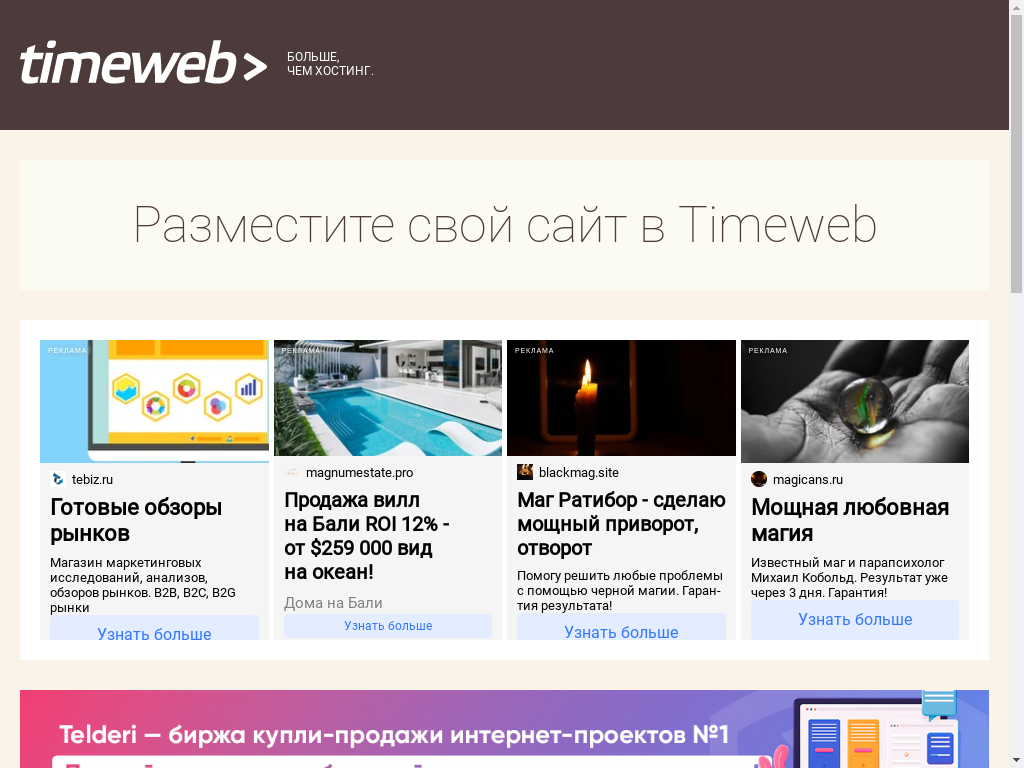 timeweb>
БОЛЬШЕ,
ЧЕМ ХОСТИНГ.
Разместите свой сайт в Timeweb
РЕКЛАМА
tebiz.ru
Готовые обзоры
рынков
Магазин маркетинговых
исследований, анализов,
обзоров рынков. B2B, B2C, B2G
рынки
Узнать больше
РЕКЛАМА
magnumestate.pro
Продажа вилл
на Бали ROI 12% -
от $259 000 вид
на океан!
Дома на Бали
Узнать больше
РЕКЛАМА
blackmag.site
Маг Ратибор - сделаю
мощный приворот,
отворот
Помогу решить любые проблемы
с помощью черной магии. Гаран-
тия результата!
Узнать больше
РЕКЛАМА
magicans.ru
Мощная любовная
магия
Известный маг и парапсихолог
Михаил Кобольд. Результат уже
через 3 дня. Гарантия!
Узнать больше
Telderi — биржа купли-продажи интернет-проектов №1